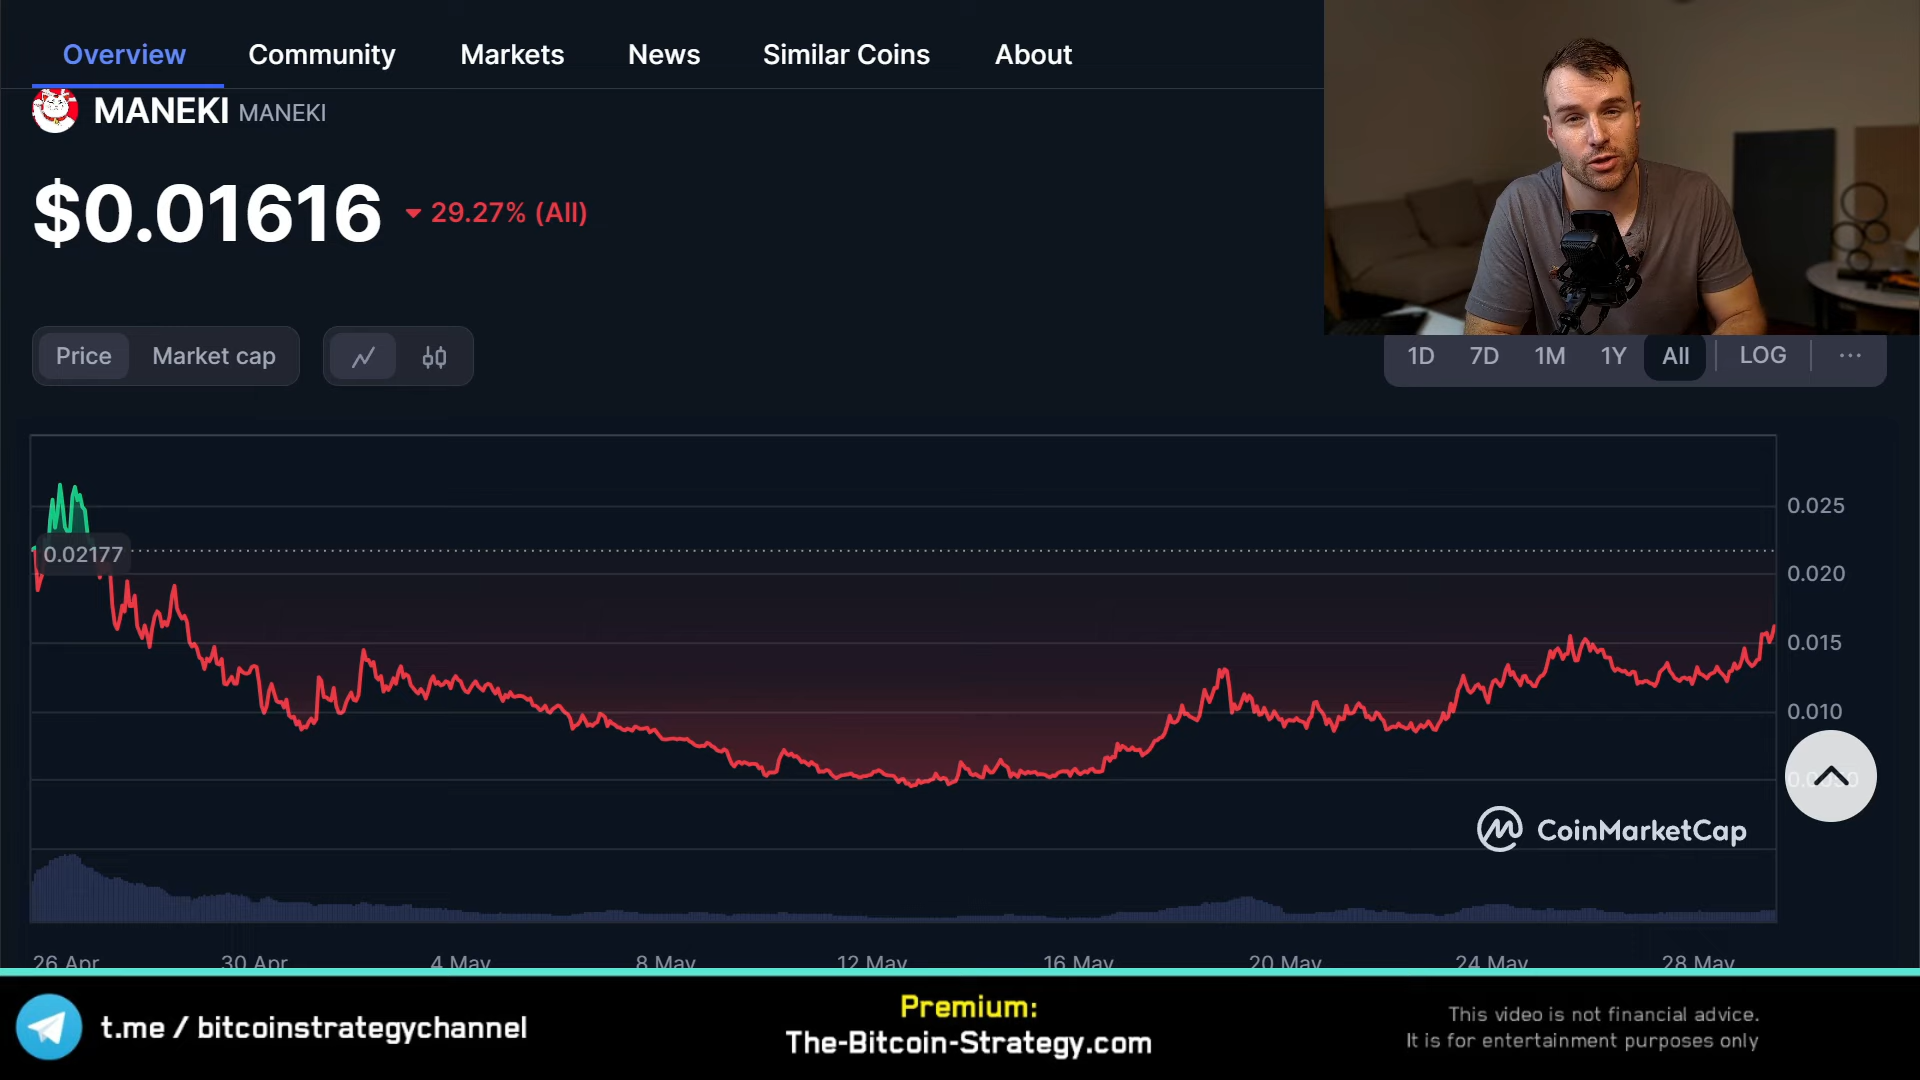 Overview Community Markets News Similar Coins About
MANEKI MANEKI
$0.01616 29.27% (All)
Price Market cap
1D 7D 1M 1Y All LOG ...
0.025
0.02177
0.020
0.015
0.010
CoinMarketCap
26 Apr 30 Apr 4 May 8 May 12 May 16 May 20 May 24 May 28 May
t.me / bitcoinstrategychannel
Premium:
The-Bitcoin-Strategy.com
This video is not financial advice.
It is for entertainment purposes only